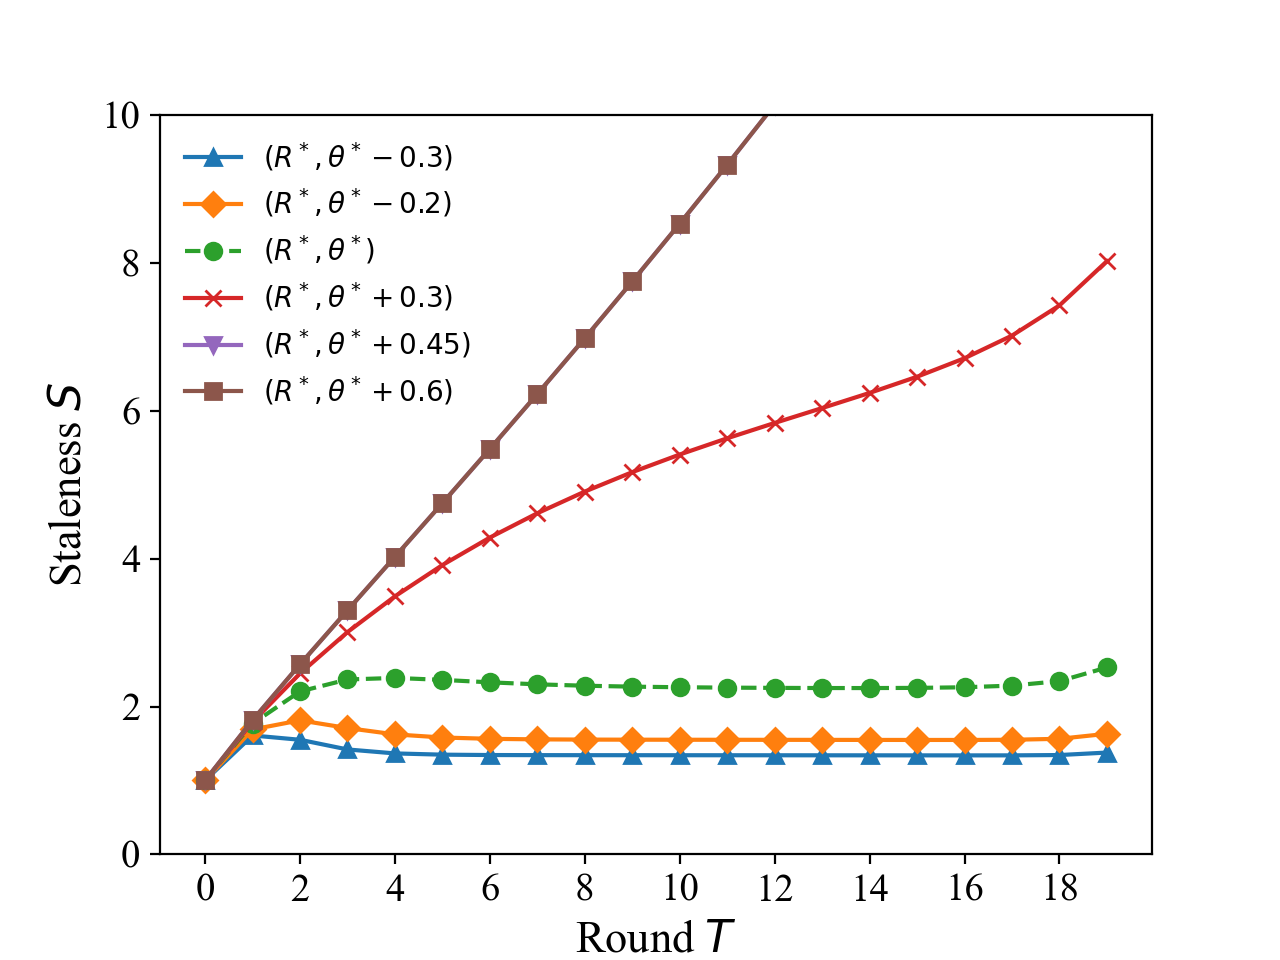 10
8
6
4
2
0
Staleness S
(R*, θ* − 0.3)
(R*, θ* − 0.2)
(R*, θ*)
(R*, θ* + 0.3)
(R*, θ* + 0.45)
(R*, θ* + 0.6)
0 2 4 6 8 10 12 14 16 18
Round T